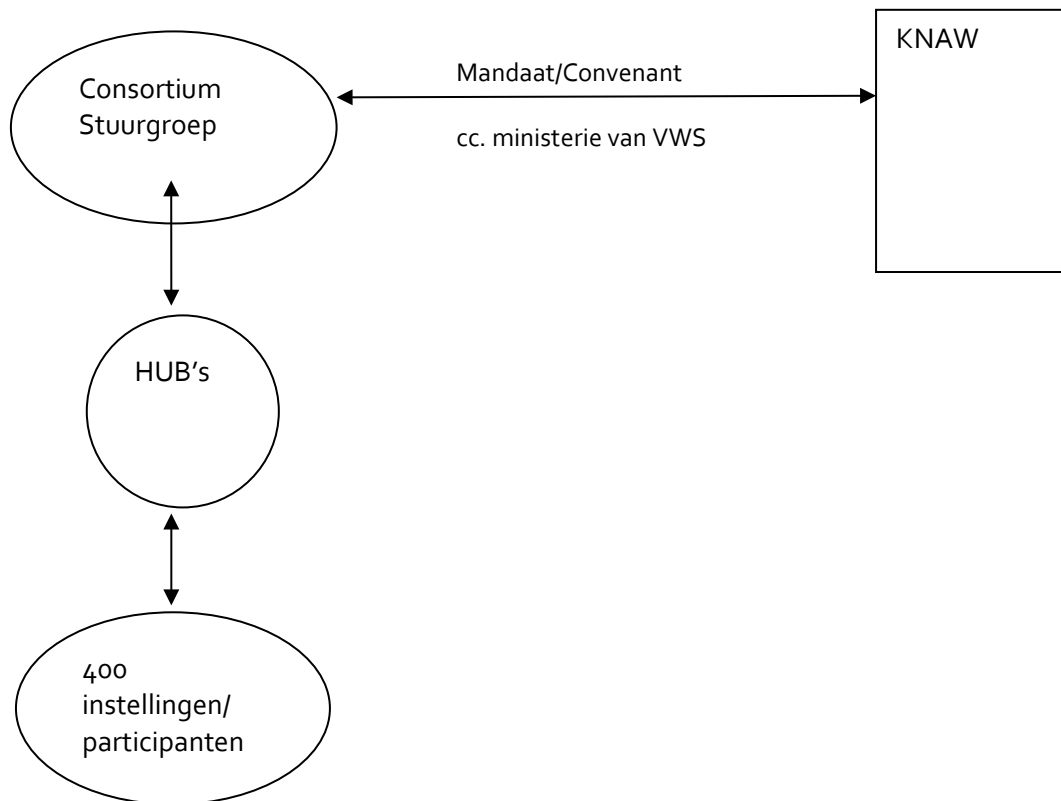 Consortium
Stuurgroep
Mandaat/Convenant
cc. ministerie van VWS
KNAW
HUB's
400
instellingen/
participanten